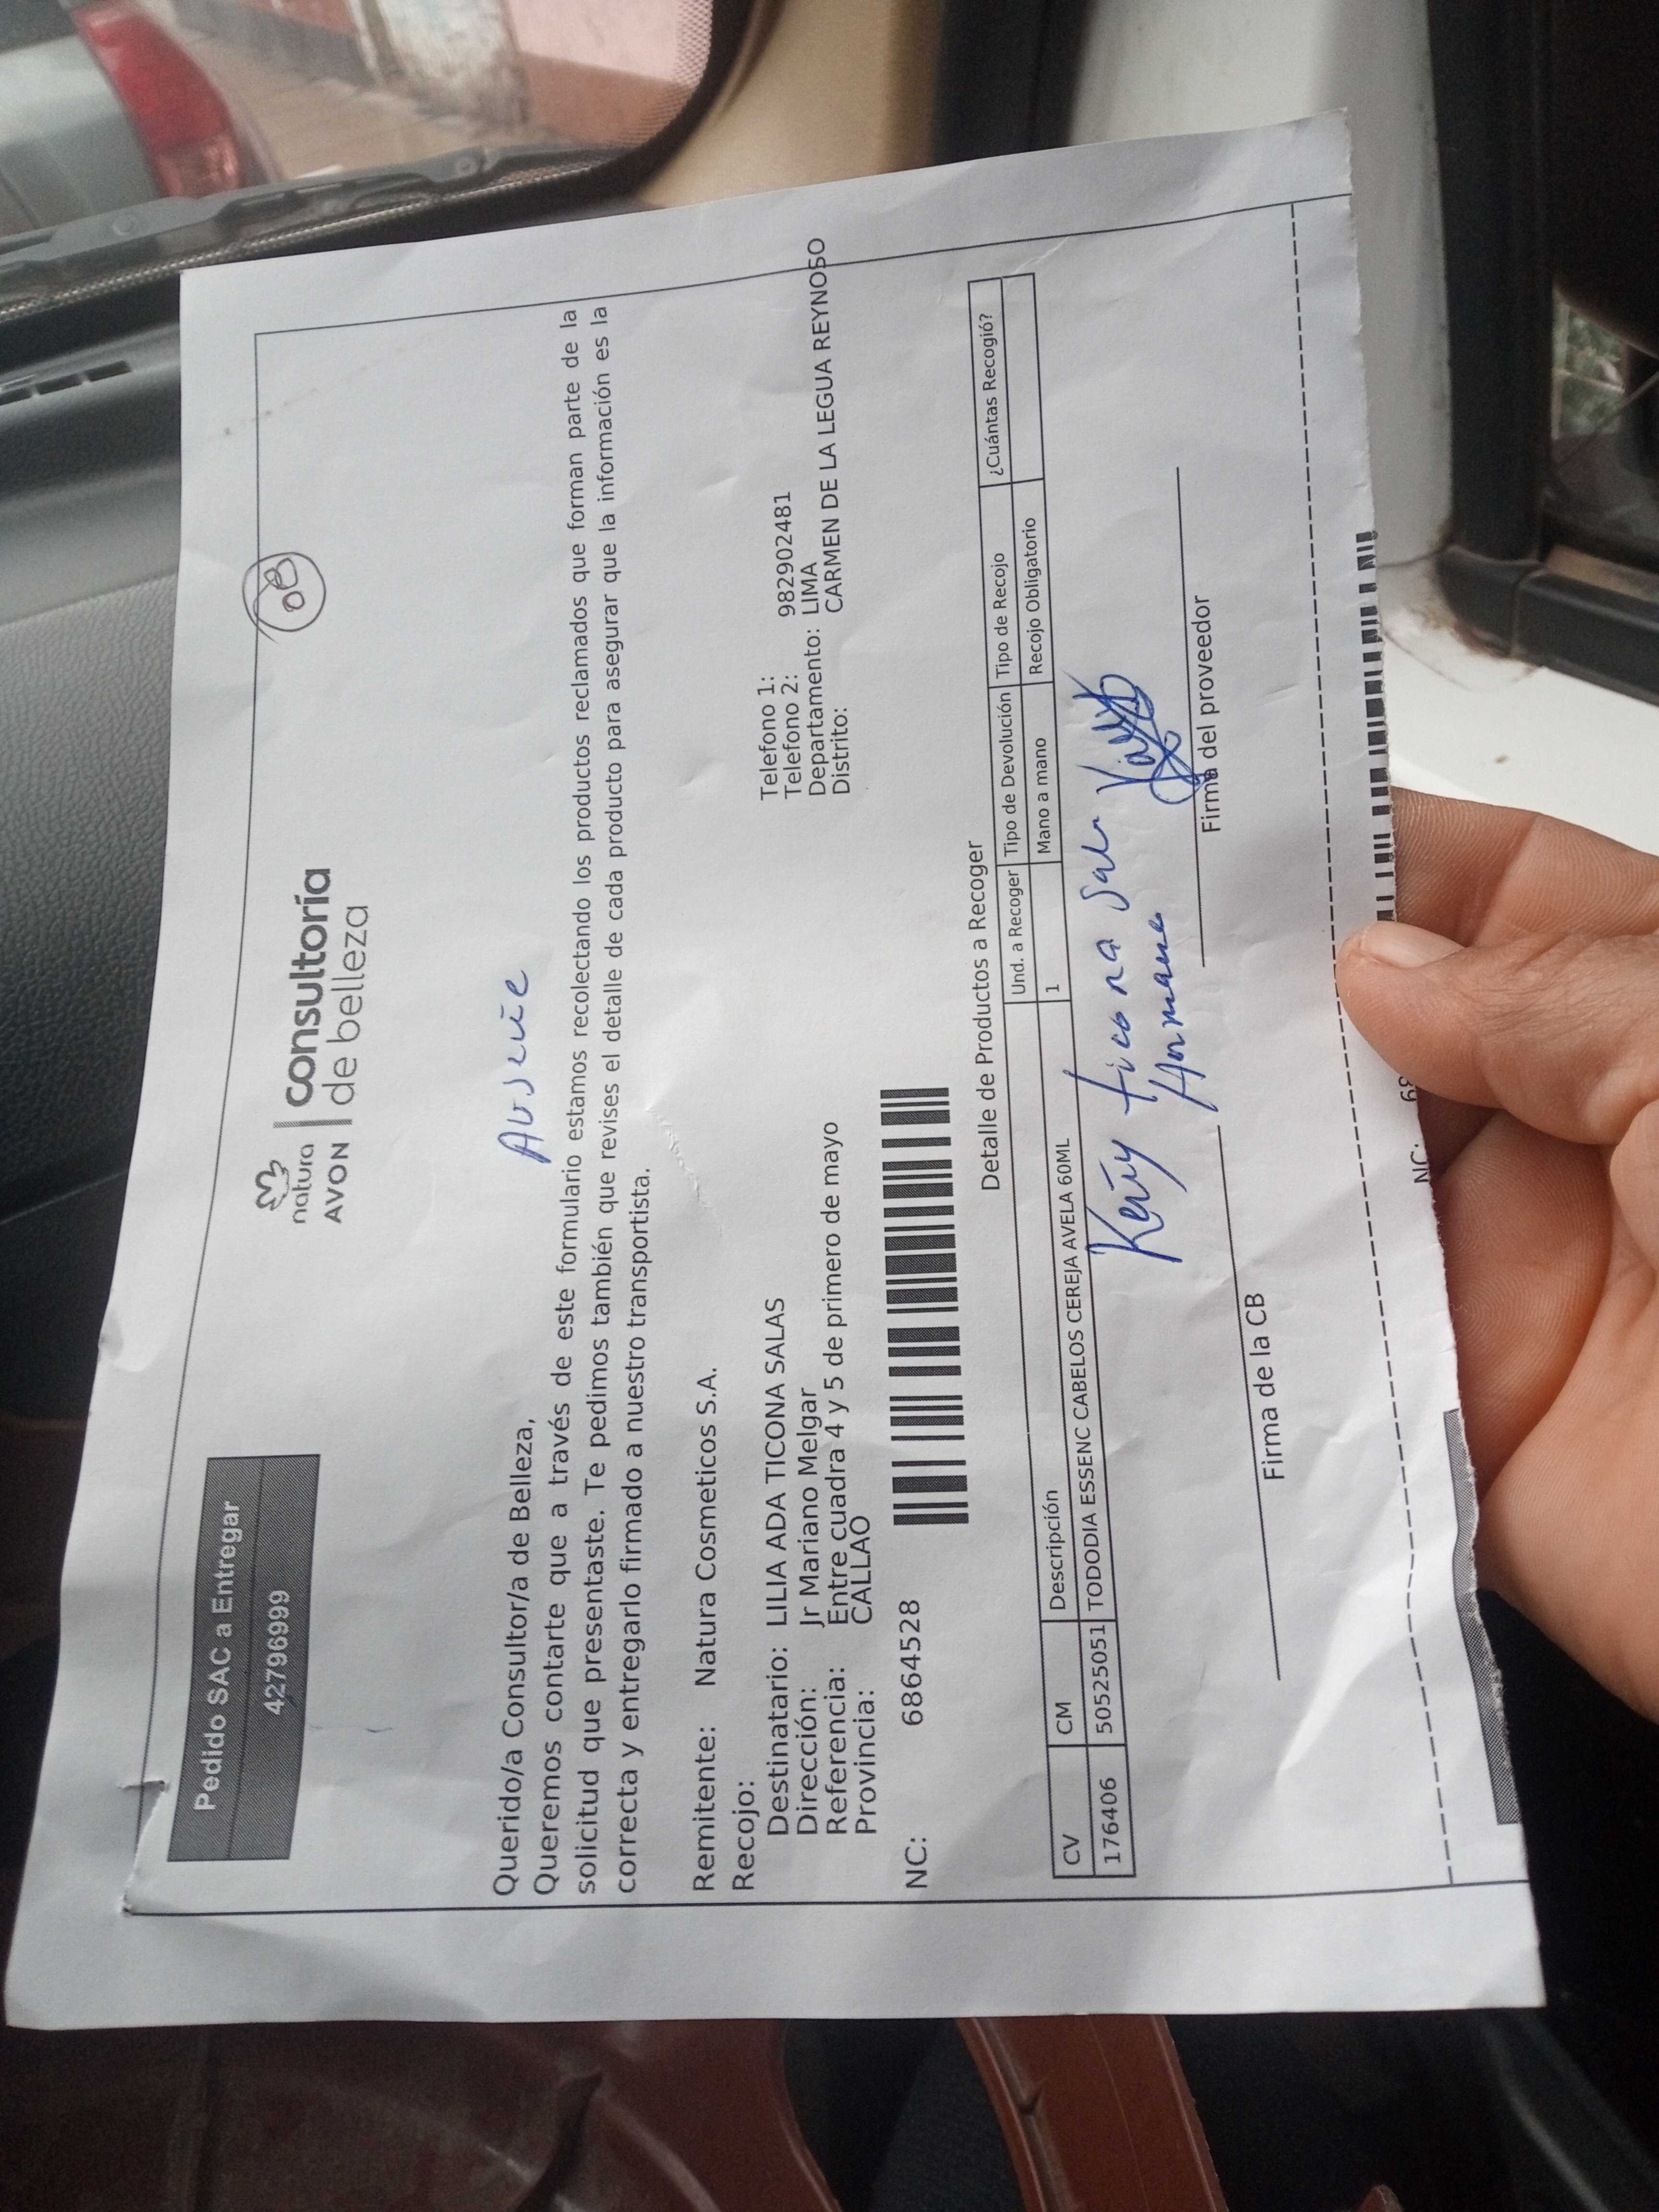 Pedido SAC a Entregar
42796999
08
natura
AVON
consultoría
de belleza
Ausente
Querido/a Consultor/a de Belleza,
Queremos contarte que a través de este formulario estamos recolectando los productos reclamados que forman parte de la
solicitud que presentaste. Te pedimos también que revises el detalle de cada producto para asegurar que la información es la
correcta y entregarlo firmado a nuestro transportista.
Remitente: Natura Cosmeticos S.A.
Recojo:
Destinatario: LILIA ADA TICONA SALAS
Telefono 1:
Dirección: Jr Mariano Melgar
Telefono 2: 982902481
Referencia: Entre cuadra 4 y 5 de primero de mayo
Departamento: LIMA
Provincia: CALLAO
Distrito: CARMEN DE LA LEGUA REYNOSO
NC: 6864528
Detalle de Productos a Recoger
CV CM Descripción Und. a Recoger Tipo de Devolución Tipo de Recojo ¿Cuántas Recogió?
176406 50525051 TODODIA ESSENC CABELOS CEREJA AVELA 60ML 1 Mano a mano Recojo Obligatorio
ticona
Hermana
Firma de la CB
Firma del proveedor
NC: